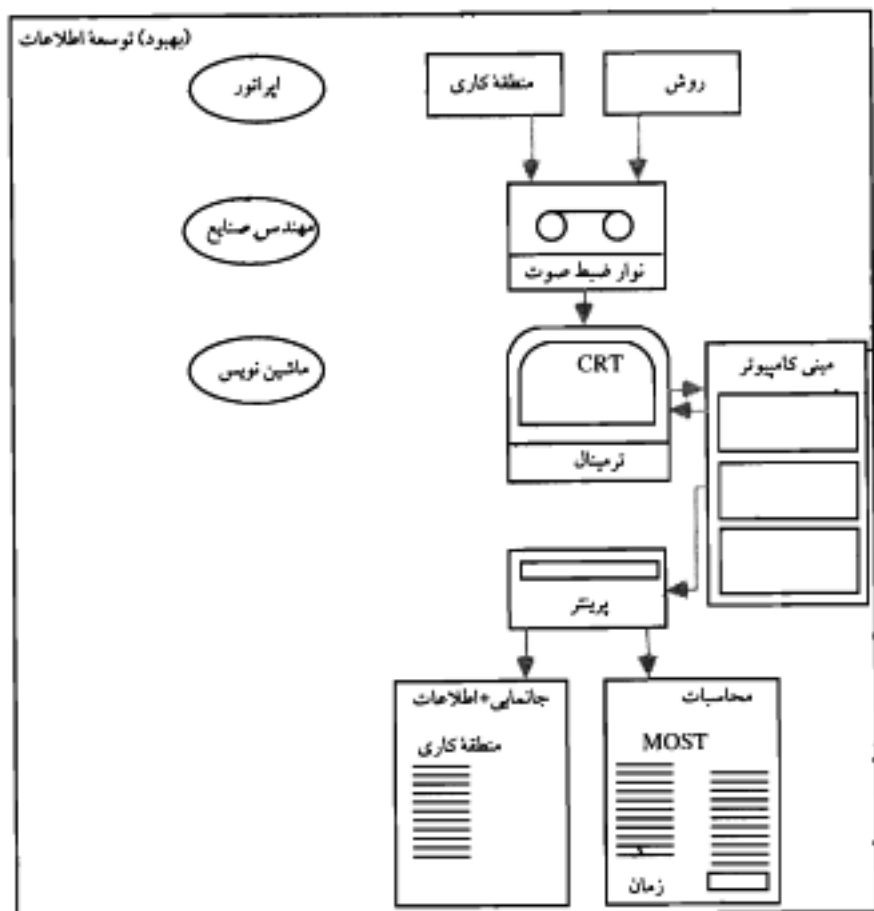 (بهبود) توسعهٔ اطلاعات
روش
منطقهٔ کاری
اپراتور
نوار ضبط صوت
مهندس صنایع
CRT
ترمینال
مینی کامپیوتر
ماشین نویس
پرینتر
محاسبات
MOST
زمان
جانمایی+اطلاعات
منطقهٔ کاری